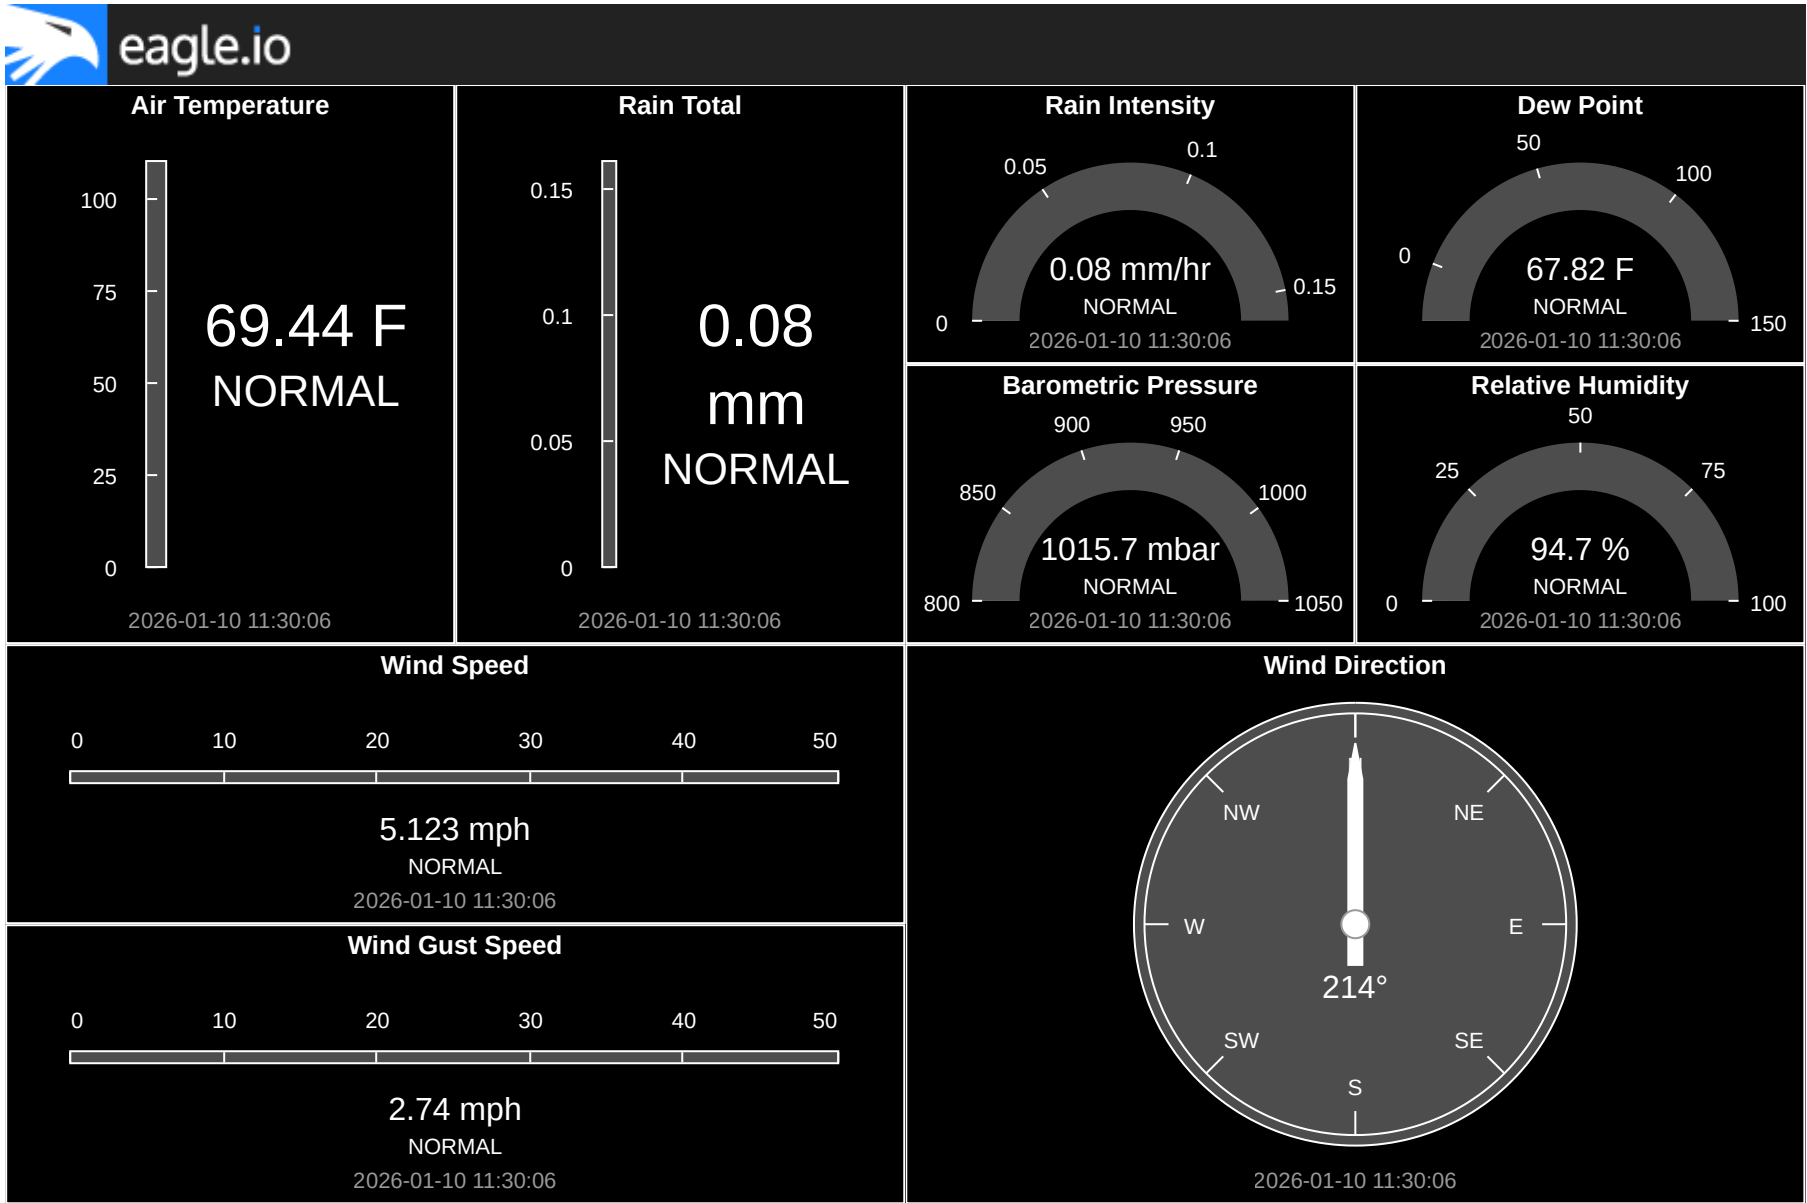 eagle.io
Air Temperature
100
75
50
25
0
69.44 F
NORMAL
2026-01-10 11:30:06
Rain Total
0.15
0.1
0.05
0
0.08
mm
NORMAL
2026-01-10 11:30:06
Rain Intensity
0
0.05
0.1
0.15
0.08 mm/hr
NORMAL
2026-01-10 11:30:06
Dew Point
0
50
100
150
67.82 F
NORMAL
2026-01-10 11:30:06
Barometric Pressure
800
850
900
950
1000
1050
1015.7 mbar
NORMAL
2026-01-10 11:30:06
Relative Humidity
0
25
50
75
100
94.7 %
NORMAL
2026-01-10 11:30:06
Wind Speed
0 10 20 30 40 50
5.123 mph
NORMAL
2026-01-10 11:30:06
Wind Gust Speed
0 10 20 30 40 50
2.74 mph
NORMAL
2026-01-10 11:30:06
Wind Direction
NW NE
W E
214°
SW SE
S
2026-01-10 11:30:06